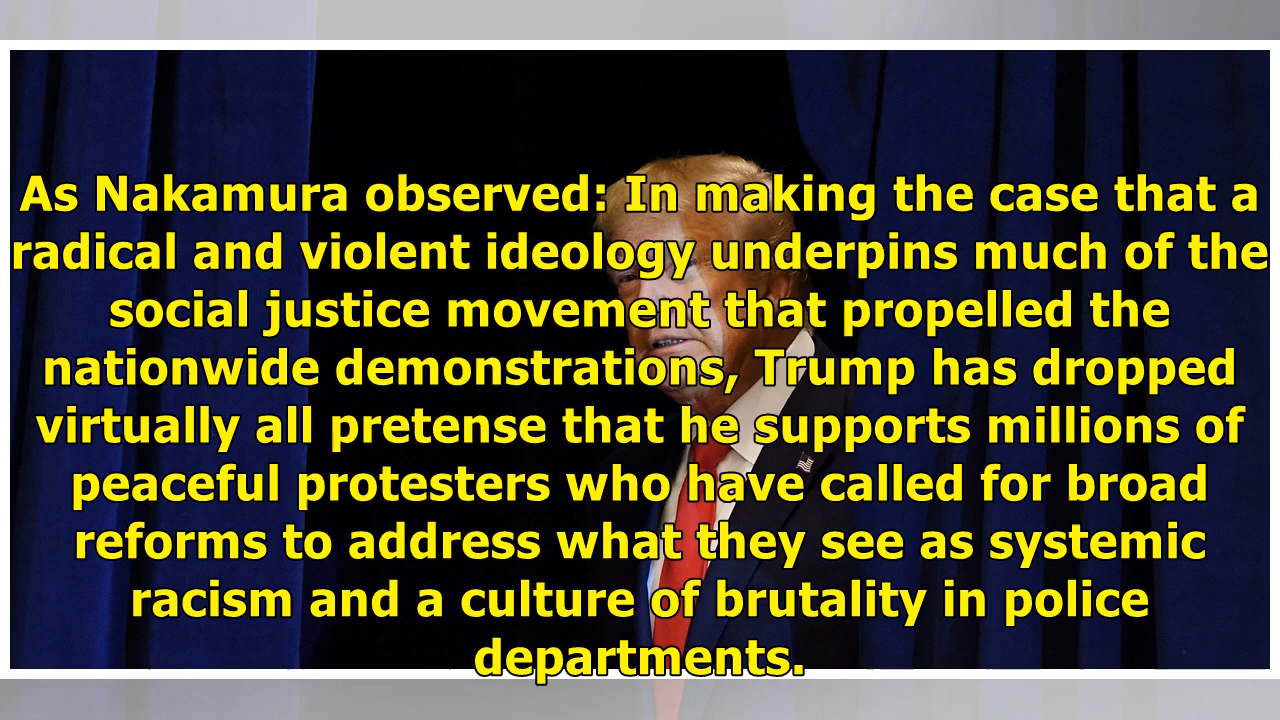 As Nakamura observed: In making the case that a
radical and violent ideology underpins much of the
social justice movement that propelled the
nationwide demonstrations, Trump has dropped
virtually all pretense that he supports millions of
peaceful protesters who have called for broad
reforms to address what they see as systemic
racism and a culture of brutality in police
departments.